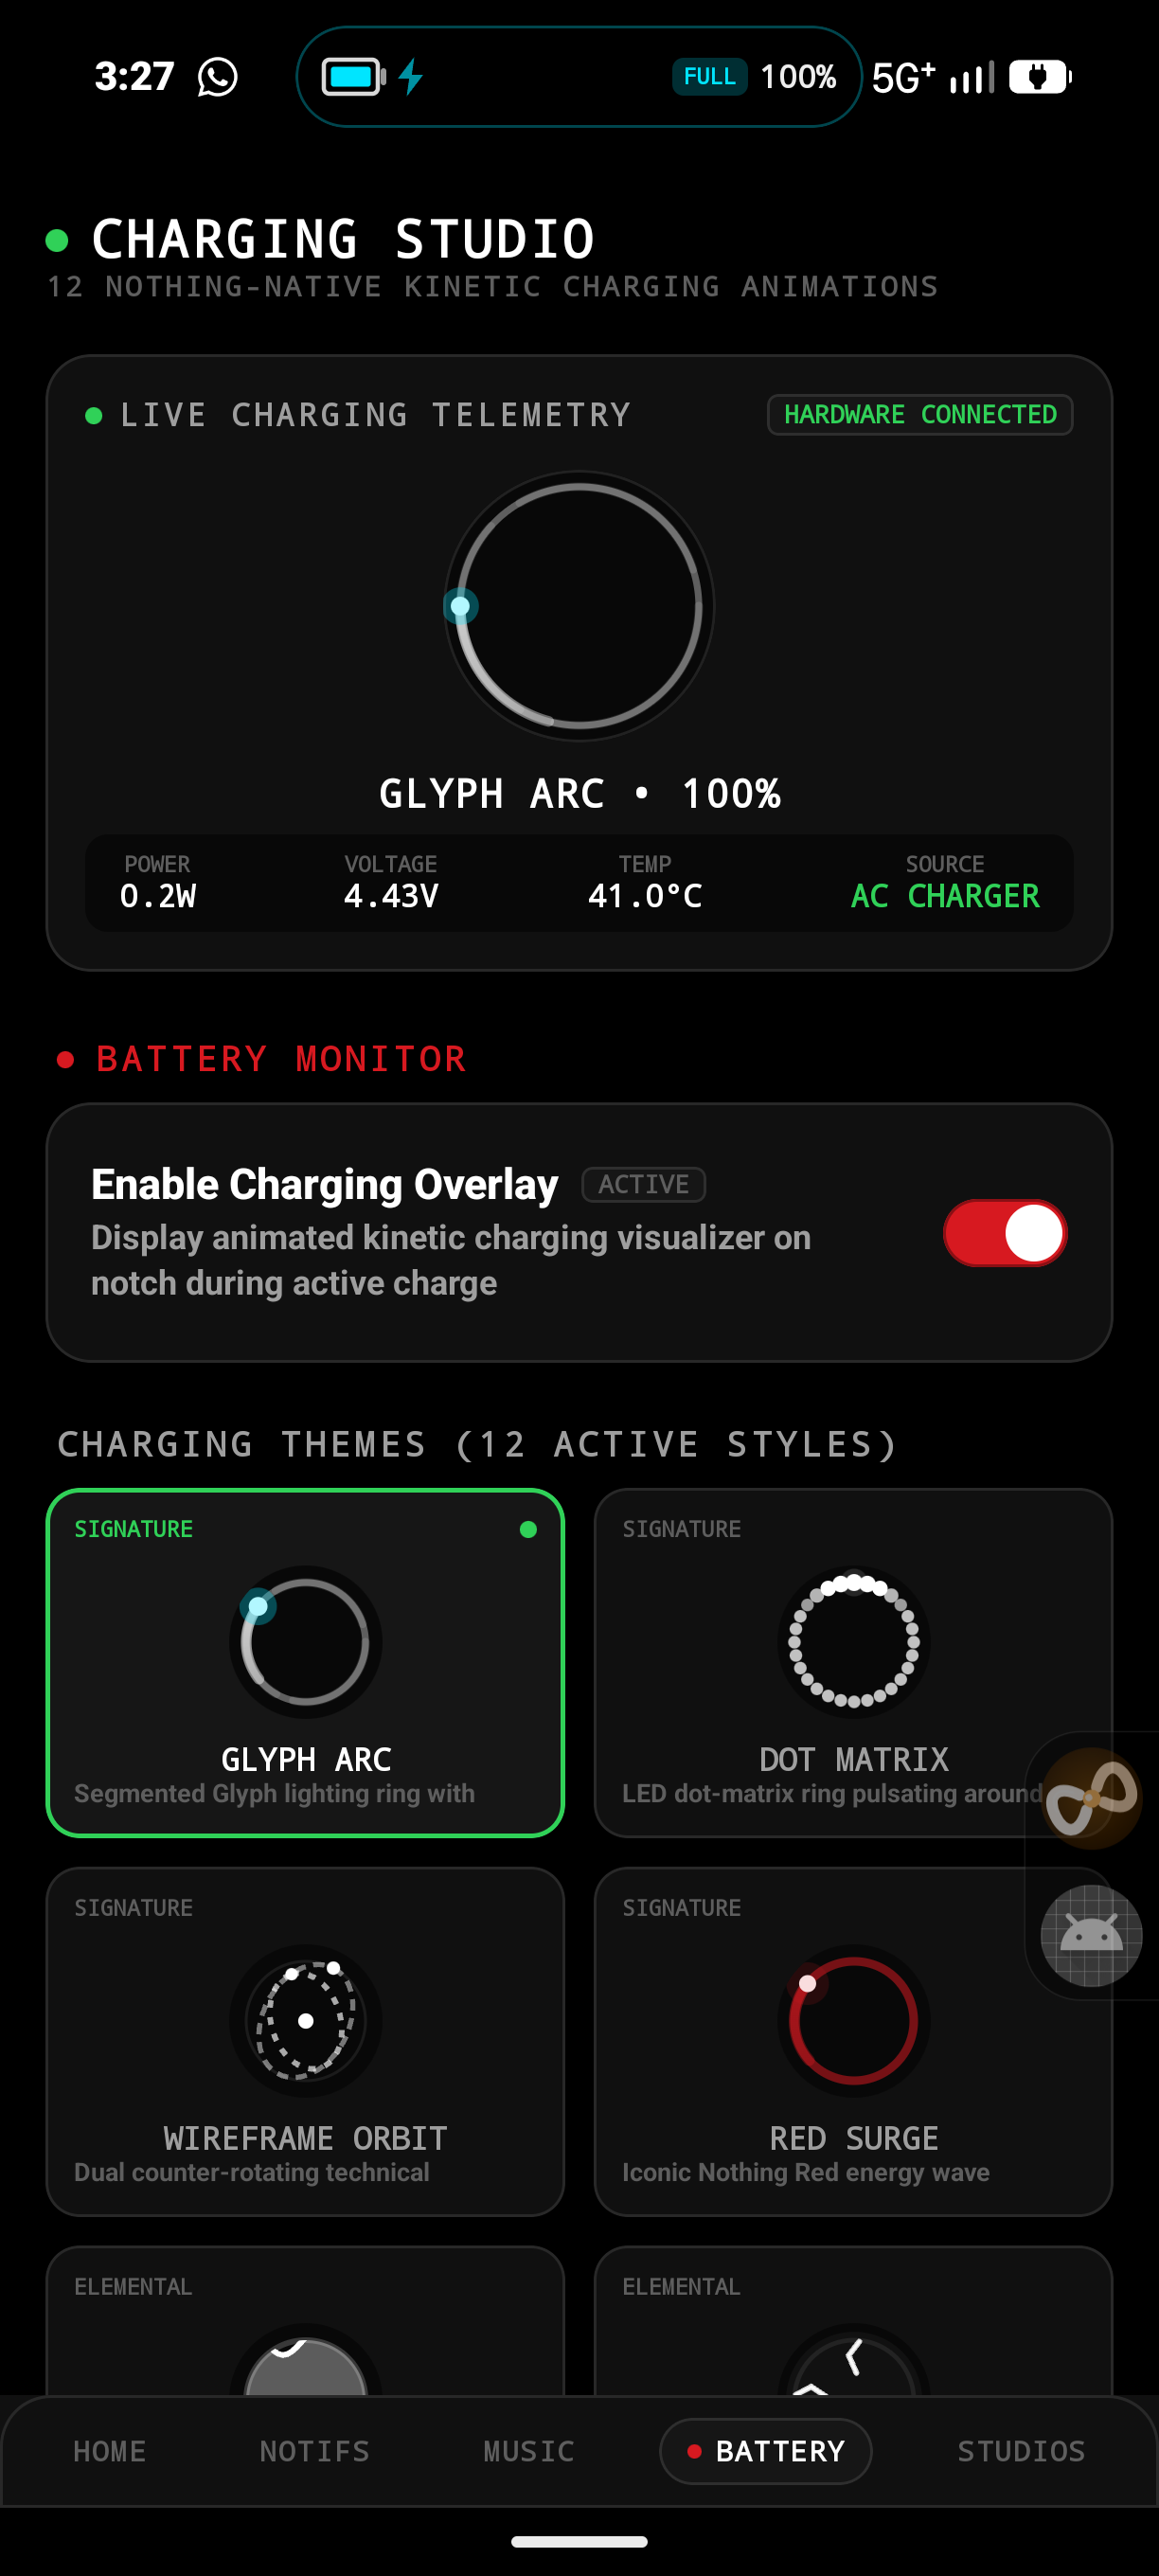 3:27
FULL 100% 5G+
CHARGING STUDIO
12 NOTHING-NATIVE KINETIC CHARGING ANIMATIONS
LIVE CHARGING TELEMETRY HARDWARE CONNECTED
GLYPH ARC • 100%
POWER VOLTAGE TEMP SOURCE
0.2W 4.43V 41.0°C AC CHARGER
BATTERY MONITOR
Enable Charging Overlay ACTIVE
Display animated kinetic charging visualizer on
notch during active charge
CHARGING THEMES (12 ACTIVE STYLES)
SIGNATURE
GLYPH ARC
Segmented Glyph lighting ring with
SIGNATURE
DOT MATRIX
LED dot-matrix ring pulsating around
SIGNATURE
WIREFRAME ORBIT
Dual counter-rotating technical
SIGNATURE
RED SURGE
Iconic Nothing Red energy wave
ELEMENTAL
ELEMENTAL
HOME NOTIFS MUSIC BATTERY STUDIOS